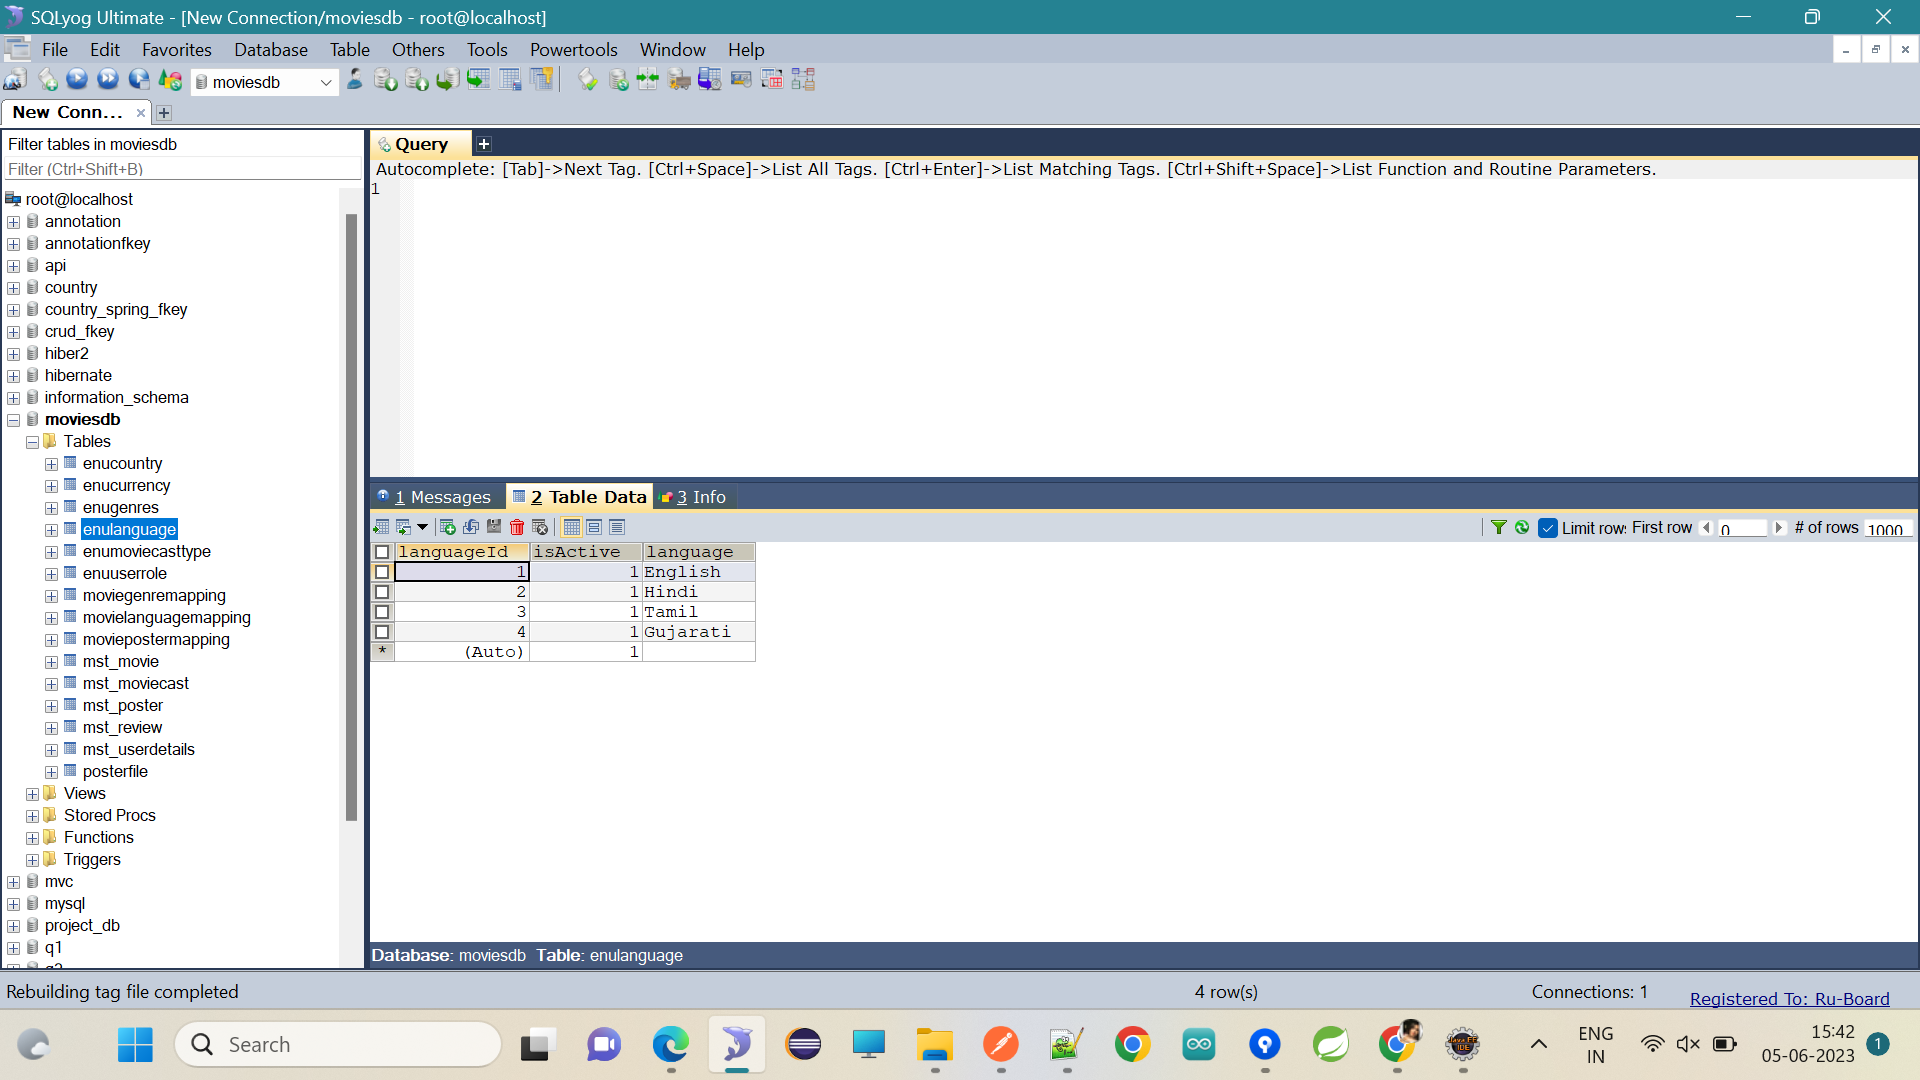 SQLyog Ultimate - [New Connection/moviesdb - root@localhost]
File Edit Favorites Database Table Others Tools Powertools Window Help
moviesdb
New Conn...
Filter tables in moviesdb
Filter (Ctrl+Shift+B)
root@localhost
annotation
annotationfkey
api
country
country_spring_fkey
crud_fkey
hiber2
hibernate
information_schema
moviesdb
Tables
enucountry
enucurrency
enugenres
enulanguage
enumoviecasttype
enuuserrole
moviegenremapping
movielanguagemapping
moviepostermapping
mst_movie
mst_moviecast
mst_poster
mst_review
mst_userdetails
posterfile
Views
Stored Procs
Functions
Triggers
mvc
mysql
project_db
q1
Query
Autocomplete: [Tab]->Next Tag. [Ctrl+Space]->List All Tags. [Ctrl+Enter]->List Matching Tags. [Ctrl+Shift+Space]->List Function and Routine Parameters.
1
1 Messages 2 Table Data 3 Info
Limit rows First row 0 # of rows 1000
languageId isActive language
1 1 English
2 1 Hindi
3 1 Tamil
4 1 Gujarati
* (Auto) 1
Database: moviesdb Table: enulanguage
Rebuilding tag file completed 4 row(s) Connections: 1 Registered To: Ru-Board
Search
Java EE
IDE
ENG
IN
15:42
05-06-2023
1